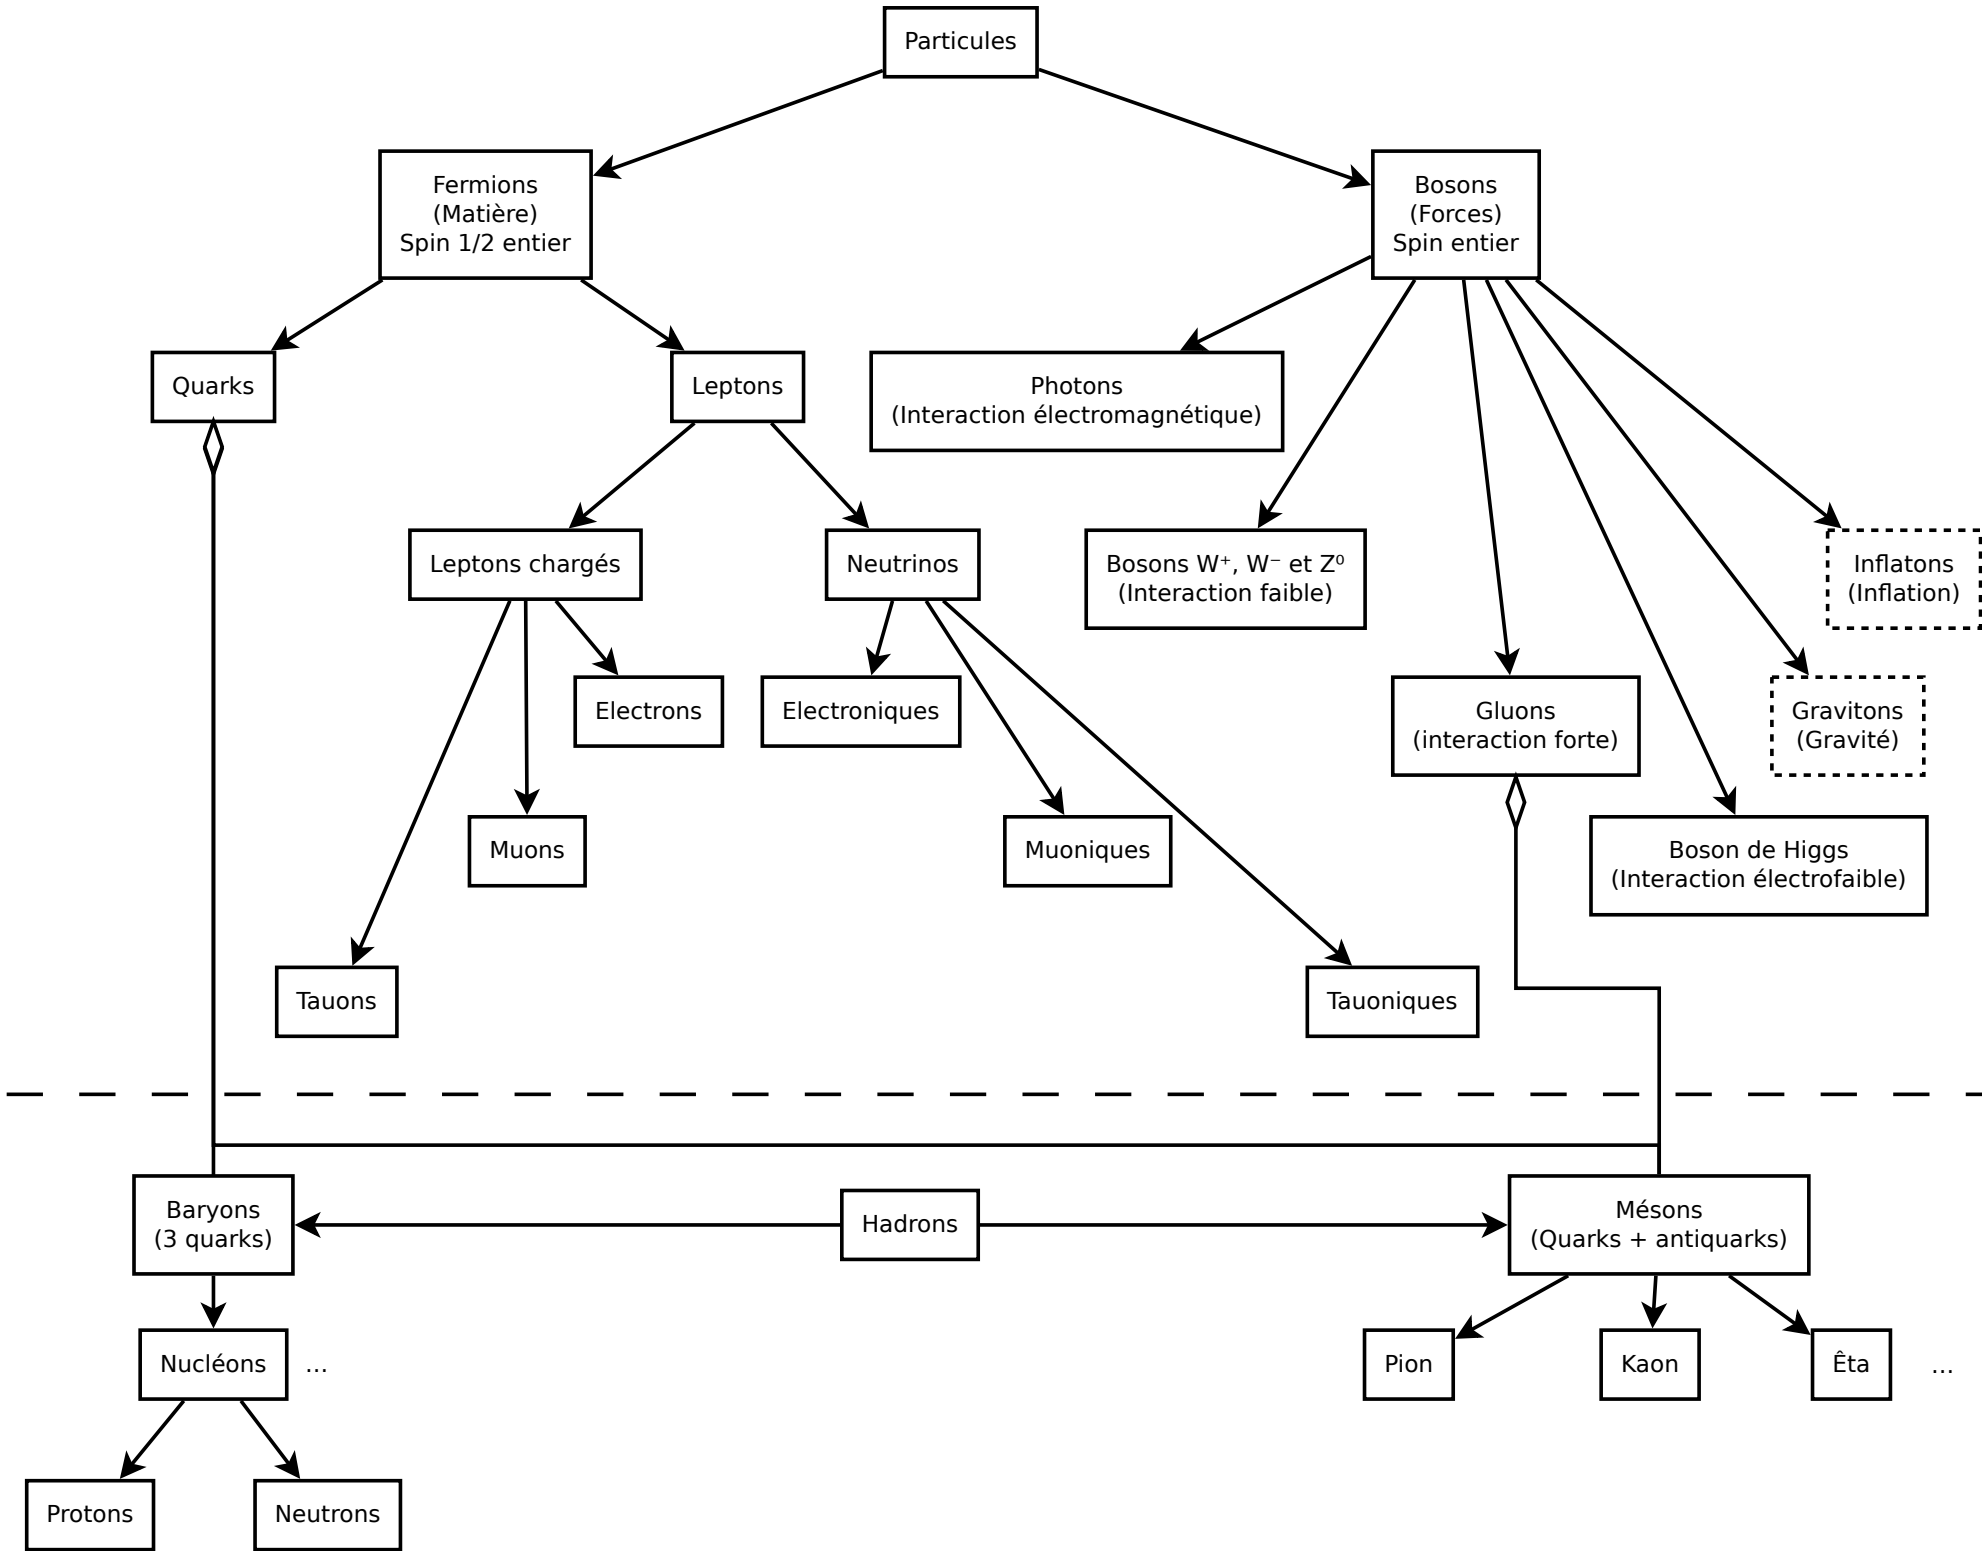 Particules
Fermions
(Matière)
Spin 1/2 entier
Bosons
(Forces)
Spin entier
Quarks
Leptons
Photons
(Interaction électromagnétique)
Leptons chargés
Neutrinos
Bosons W⁺, W⁻ et Z⁰
(Interaction faible)
Inflatons
(Inflation)
Electrons
Electroniques
Gluons
(interaction forte)
Gravitons
(Gravité)
Muons
Muoniques
Boson de Higgs
(Interaction électrofaible)
Tauons
Tauoniques
Baryons
(3 quarks)
Hadrons
Mésons
(Quarks + antiquarks)
Nucléons
...
Pion
Kaon
Êta
...
Protons
Neutrons